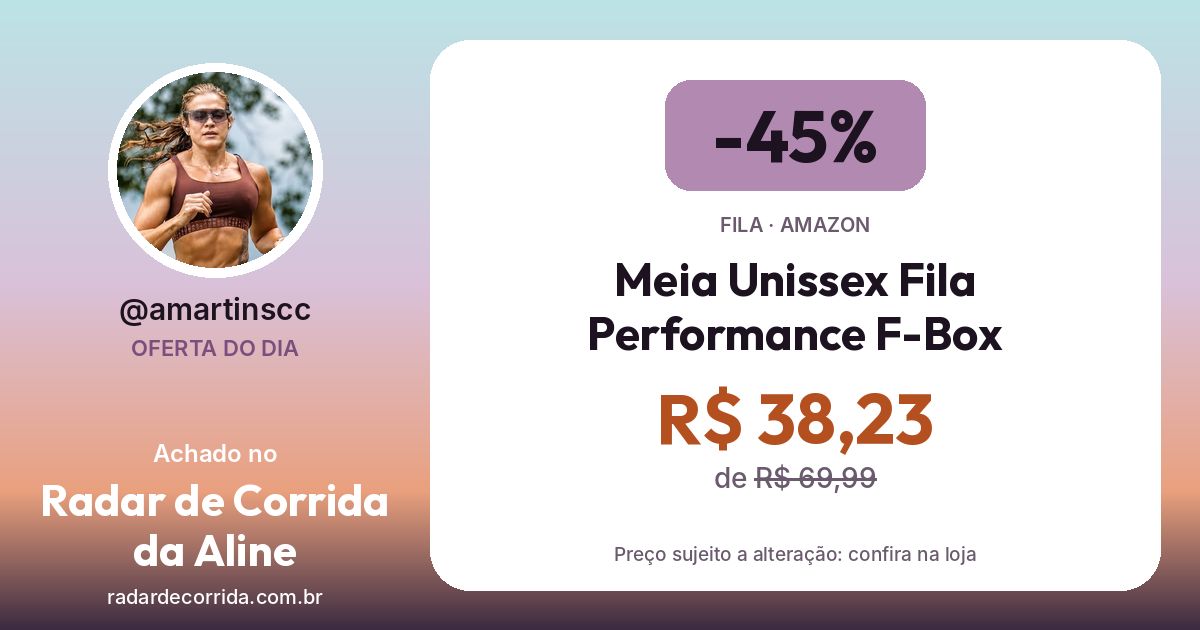 @amartinscc
OFERTA DO DIA
Achado no
Radar de Corrida
da Aline
radardecorrida.com.br
-45%
FILA · AMAZON
Meia Unissex Fila
Performance F-Box
R$ 38,23
de R$ 69,99
Preço sujeito a alteração: confira na loja